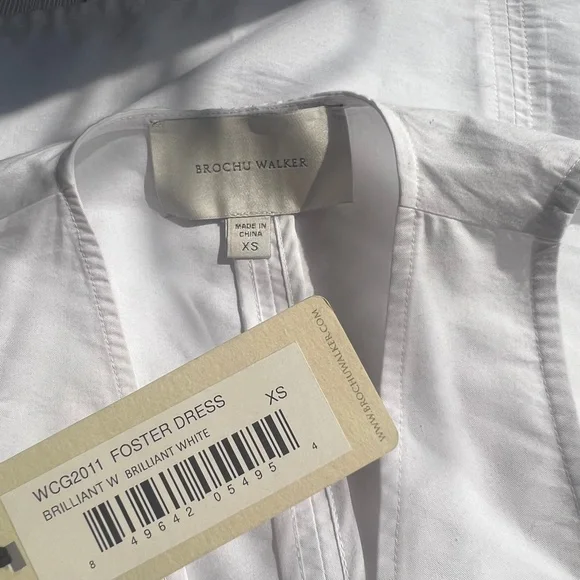 BROCHU WALKER
MADE IN
CHINA
XS
WWW.BROCHUWALKER.COM
WCG2011 FOSTER DRESS XS
BRILLIANT W BRILLIANT WHITE
8 49642 05495 4